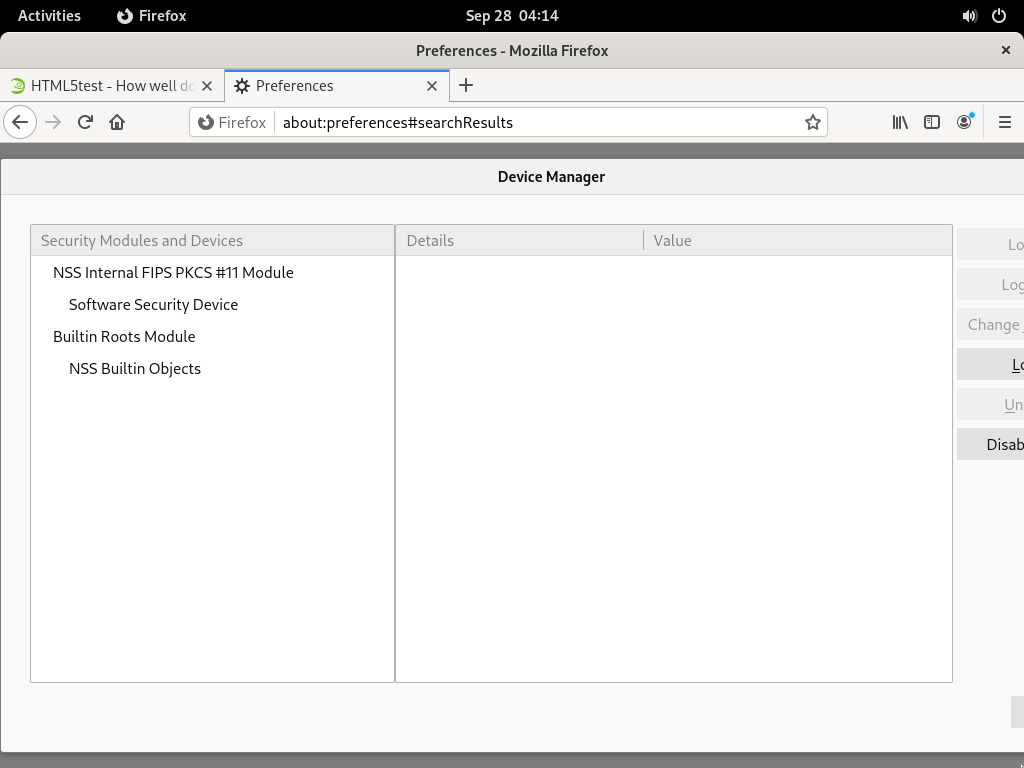 Activities Firefox Sep 28 04:14
Preferences - Mozilla Firefox
HTML5test - How well do Preferences
Firefox about:preferences#searchResults
Device Manager
Security Modules and Devices Details Value
NSS Internal FIPS PKCS #11 Module
Software Security Device
Builtin Roots Module
NSS Builtin Objects
Lo
Log
Change
Lo
Un
Disab